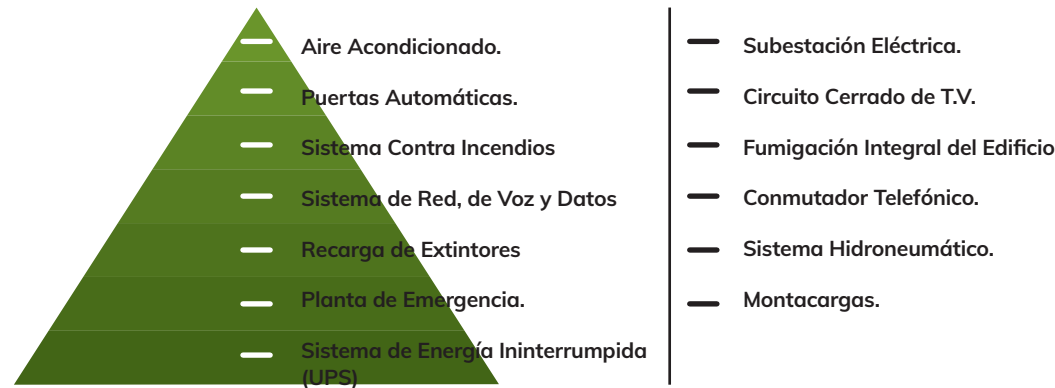 Aire Acondicionado.
Puertas Automáticas.
Sistema Contra Incendios
Sistema de Red, de Voz y Datos
Recarga de Extintores
Planta de Emergencia.
Sistema de Energía Ininterrumpida
(UPS)
Subestación Eléctrica.
Circuito Cerrado de T.V.
Fumigación Integral del Edificio
Conmutador Telefónico.
Sistema Hidroneumático.
Montacargas.